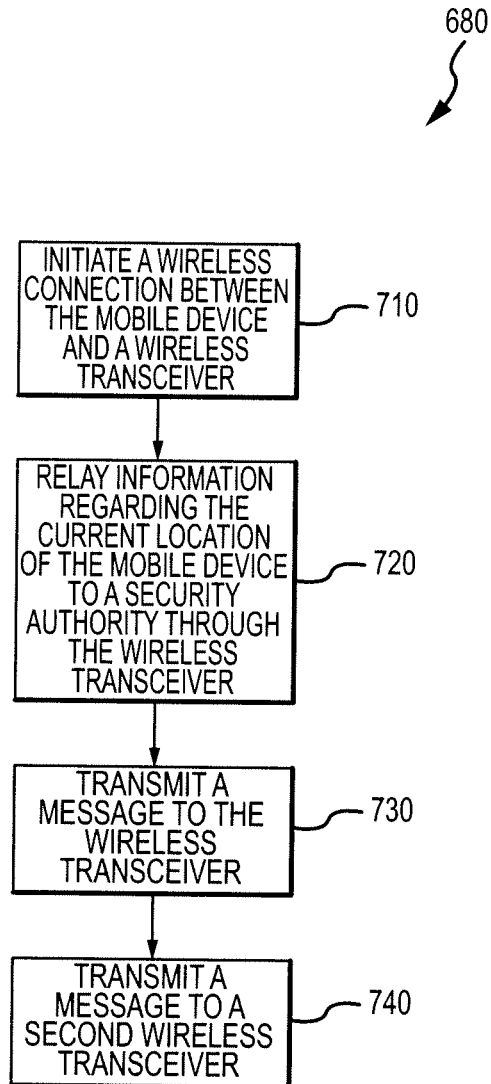 680
INITIATE A WIRELESS
CONNECTION BETWEEN
THE MOBILE DEVICE
AND A WIRELESS
TRANSCEIVER
710
RELAY INFORMATION
REGARDING THE
CURRENT LOCATION
OF THE MOBILE DEVICE
TO A SECURITY
AUTHORITY THROUGH
THE WIRELESS
TRANSCEIVER
720
TRANSMIT A
MESSAGE TO THE
WIRELESS
TRANSCEIVER
730
TRANSMIT A
MESSAGE TO A
SECOND WIRELESS
TRANSCEIVER
740